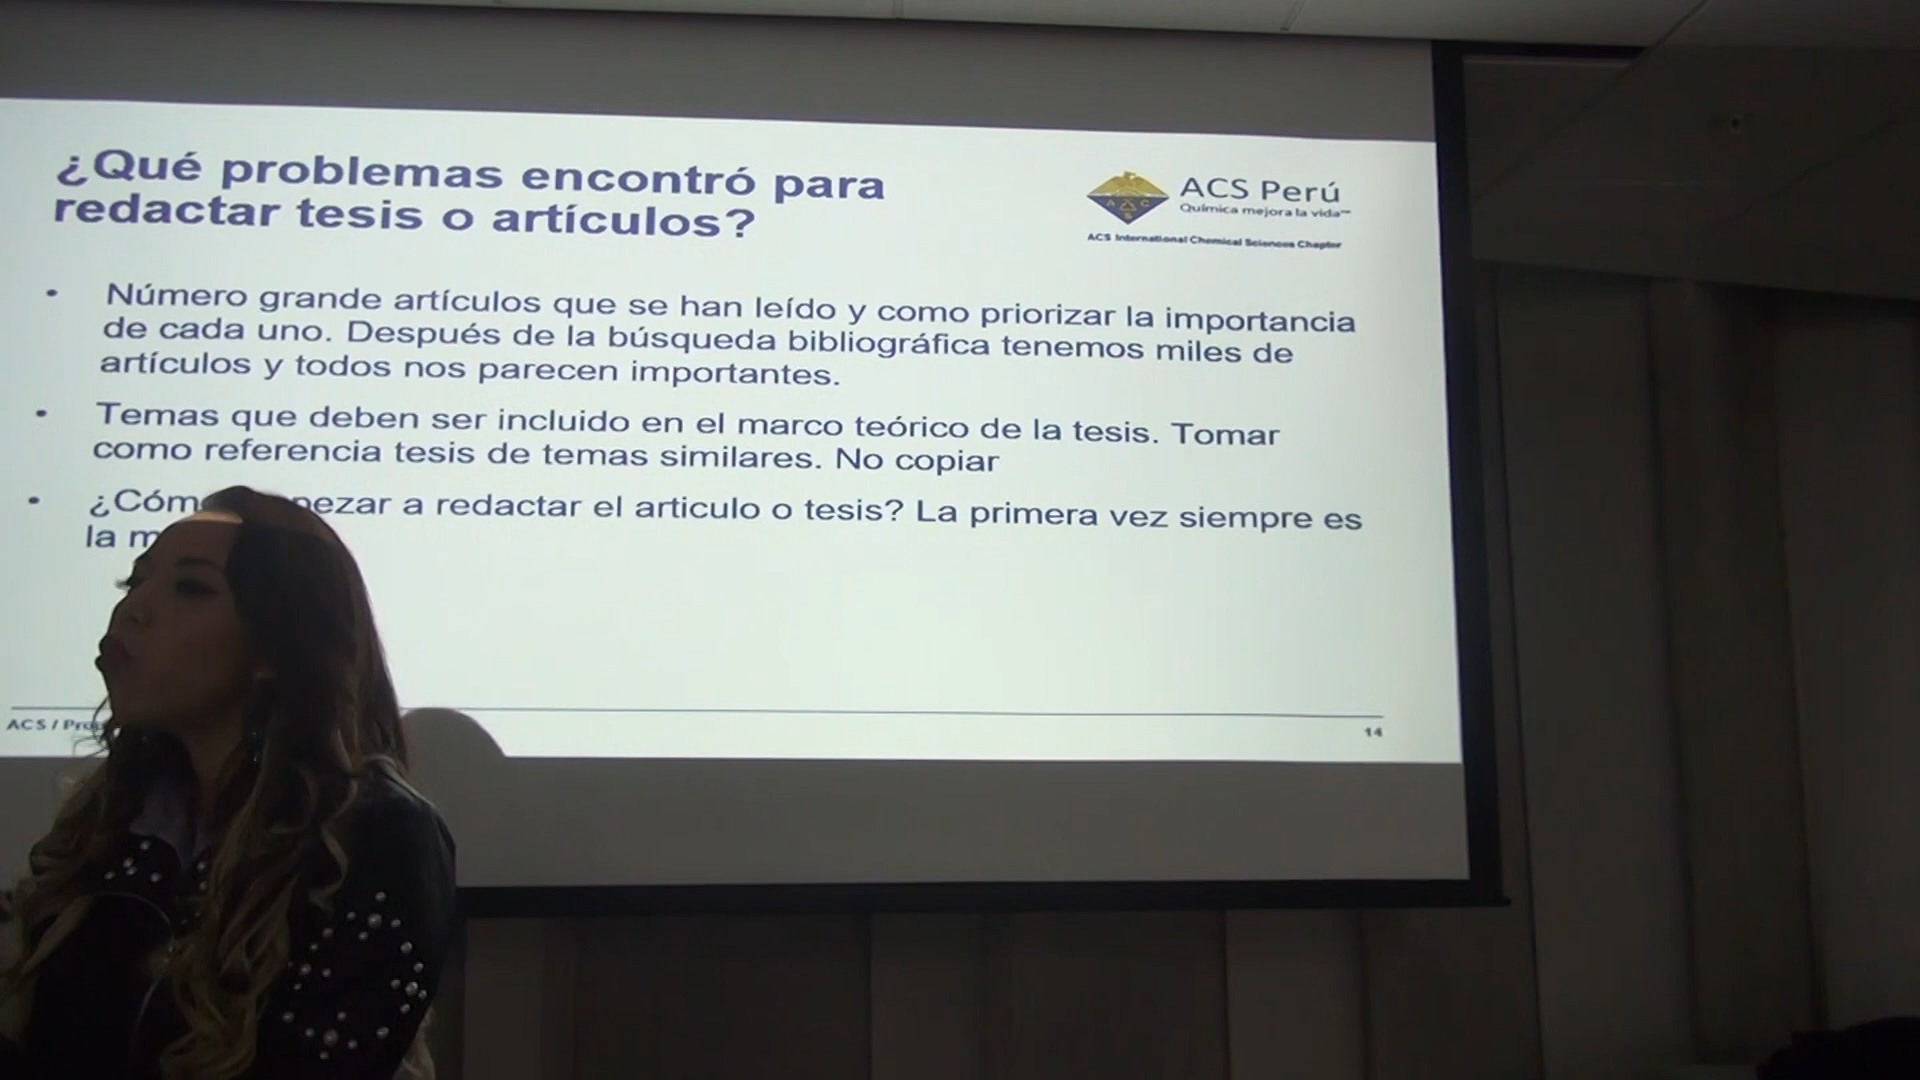 ¿Qué problemas encontró para
redactar tesis o artículos?
ACS Perú
Química mejora la vida™
ACS International Chemical Sciences Chapter
• Número grande artículos que se han leído y como priorizar la importancia
de cada uno. Después de la búsqueda bibliográfica tenemos miles de
artículos y todos nos parecen importantes.
• Temas que deben ser incluido en el marco teórico de la tesis. Tomar
como referencia tesis de temas similares. No copiar
• a redactar el articulo o tesis? La primera vez siempre es
la
ACS /
14